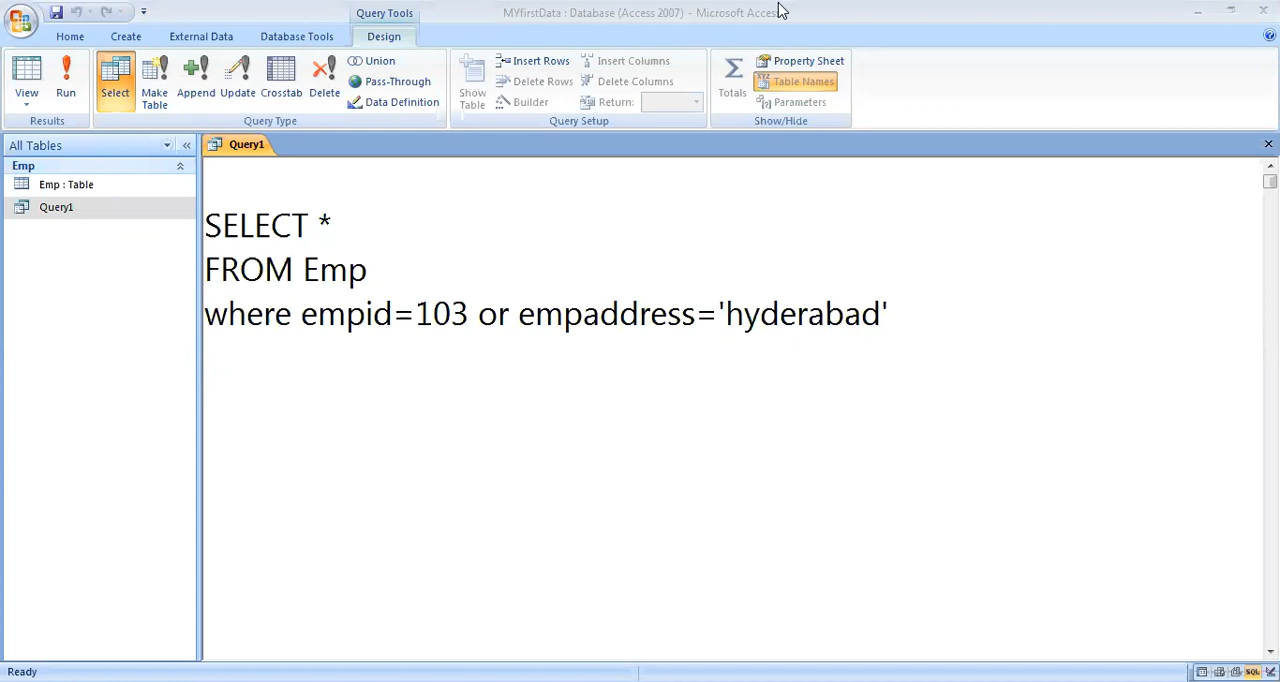 Query Tools
MYfirstData : Database (Access 2007) - Microsoft Access
Home Create External Data Database Tools Design
View
Run
Results
Select
Make Table
Append
Update
Crosstab
Delete
Union
Pass-Through
Data Definition
Query Type
Show Table
Insert Rows
Delete Rows
Builder
Insert Columns
Delete Columns
Return:
Query Setup
Totals
Property Sheet
Table Names
Parameters
Show/Hide
All Tables
Emp
Emp : Table
Query1
Query1
SELECT *
FROM Emp
where empid=103 or empaddress='hyderabad'
Ready
SQL